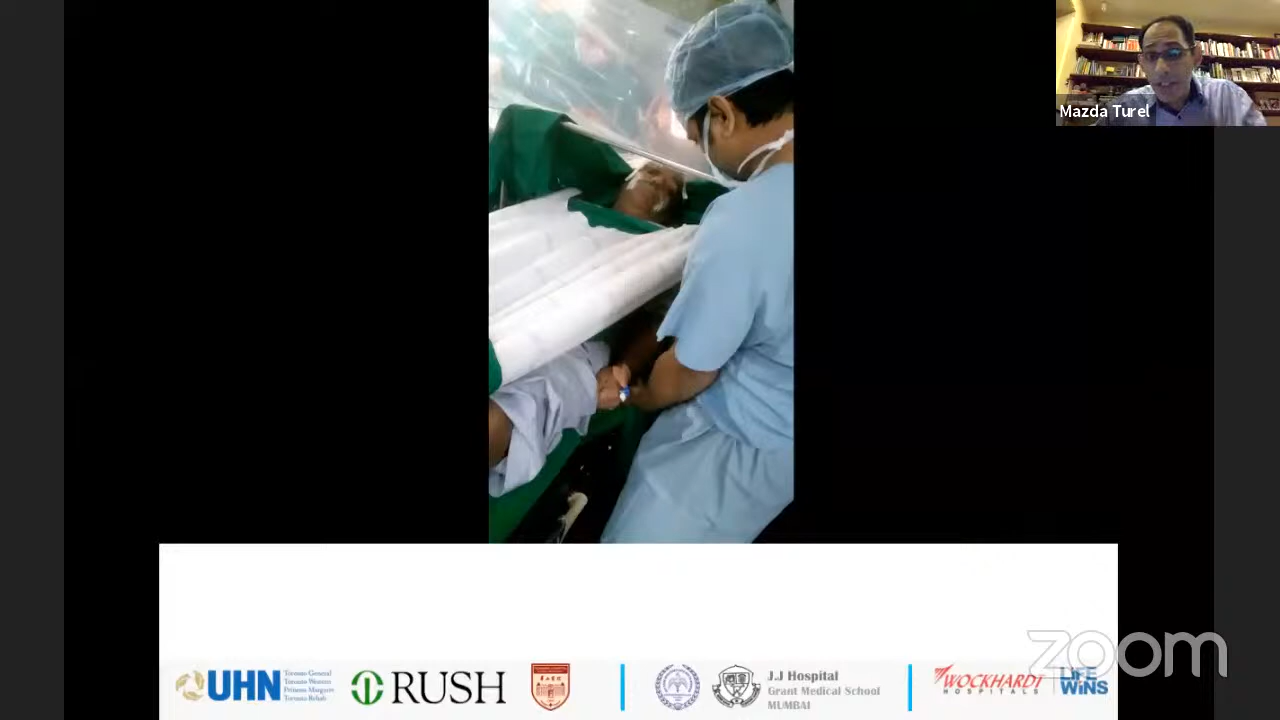 Mazda Turel
UHN
Toronto General
Toronto Western
Princess Margaret
Toronto Rehab
RUSH
J.J Hospital
Grant Medical School
MUMBAI
WOCKHARDT
HOSPITALS
LIFE
WiNS
zoom